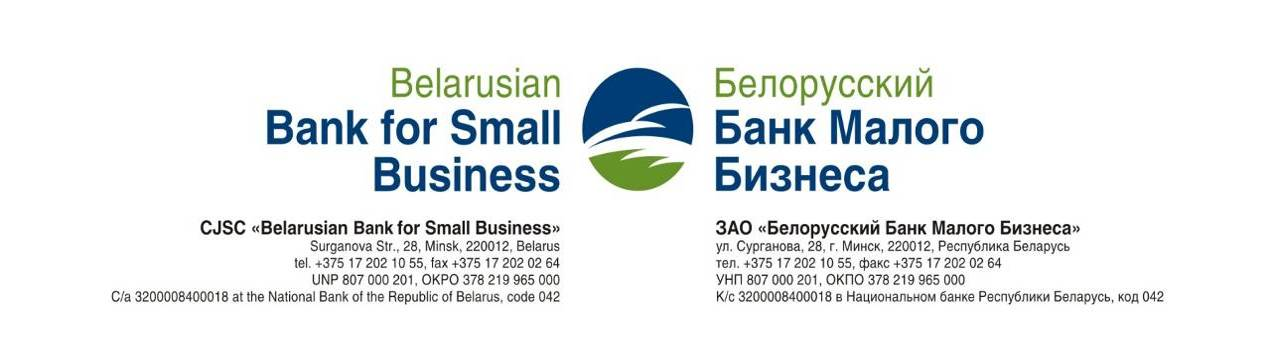 Belarusian
Bank for Small
Business
CJSC «Belarusian Bank for Small Business»
Surganova Str., 28, Minsk, 220012, Belarus
tel. +375 17 202 10 55, fax +375 17 202 02 64
UNP 807 000 201, OKPO 378 219 965 000
C/a 3200008400018 at the National Bank of the Republic of Belarus, code 042
Белорусский
Банк Малого
Бизнеса
ЗАО «Белорусский Банк Малого Бизнеса»
ул. Сурганова, 28, г. Минск, 220012, Республика Беларусь
тел. +375 17 202 10 55, факс +375 17 202 02 64
УНП 807 000 201, ОКПО 378 219 965 000
К/с 3200008400018 в Национальном банке Республики Беларусь, код 042